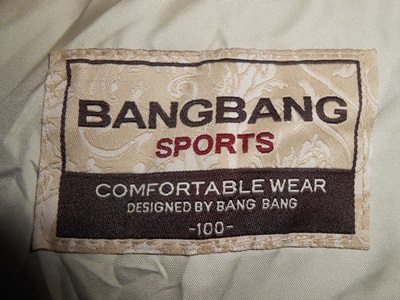 BANGBANG
SPORTS
COMFORTABLE WEAR
DESIGNED BY BANG BANG
-100-